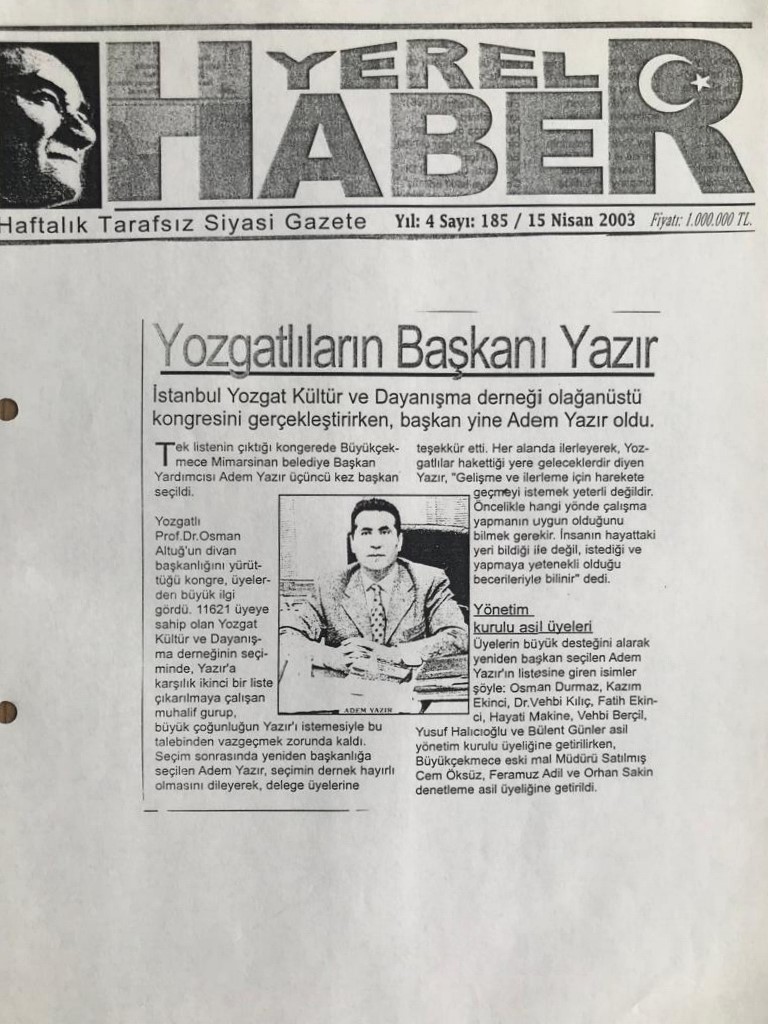 YEREL
HABER
Haftalık Tarafsız Siyasi Gazete Yıl: 4 Sayı: 185 / 15 Nisan 2003 Fiyatı: 1.000.000 TL.
Yozgatlıların Başkanı Yazır
İstanbul Yozgat Kültür ve Dayanışma derneği olağanüstü
kongresini gerçekleştirirken, başkan yine Adem Yazır oldu.
Tek listenin çıktığı kongerede Büyükçek-
mece Mimarsinan belediye Başkan
Yardımcısı Adem Yazır üçüncü kez başkan
seçildi.
Yozgatlı
Prof.Dr.Osman
Altuğ'un divan
başkanlığını yürüt-
tüğü kongre, üyeler-
den büyük ilgi
gördü. 11621 üyeye
sahip olan Yozgat
Kültür ve Dayanış-
ma derneğinin seçi-
minde, Yazır'a
karşılık ikinci bir liste
çıkarılmaya çalışan
muhalif gurup,
büyük çoğunluğun Yazır'ı istemesiyle bu
talebinden vazgeçmek zorunda kaldı.
Seçim sonrasında yeniden başkanlığa
seçilen Adem Yazır, seçimin dernek hayırlı
olmasını dileyerek, delege üyelerine
teşekkür etti. Her alanda ilerleyerek, Yoz-
gatlılar hakettiği yere geleceklerdir diyen
Yazır, "Gelişme ve ilerleme için harekete
geçmeyi istemek yeterli değildir.
Öncelikle hangi yönde çalışma
yapmanın uygun olduğunu
bilmek gerekir. İnsanın hayattaki
yeri bildiği ile değil, istediği ve
yapmaya yetenekli olduğu
becerileriyle bilinir" dedi.
Yönetim
kurulu asil üyeleri
Üyelerin büyük desteğini alarak
yeniden başkan seçilen Adem
Yazır'ın listesine giren isimler
şöyle: Osman Durmaz, Kazım
Ekinci, Dr.Vehbi Kılıç, Fatih Ekin-
ci, Hayati Makine, Vehbi Berçil,
Yusuf Halıcıoğlu ve Bülent Günler asil
yönetim kurulu üyeliğine getirilirken,
Büyükçekmece eski mal Müdürü Satılmış
Cem Öksüz, Feramuz Adil ve Orhan Sakin
denetleme asil üyeliğine getirildi.
ADEM YAZIR